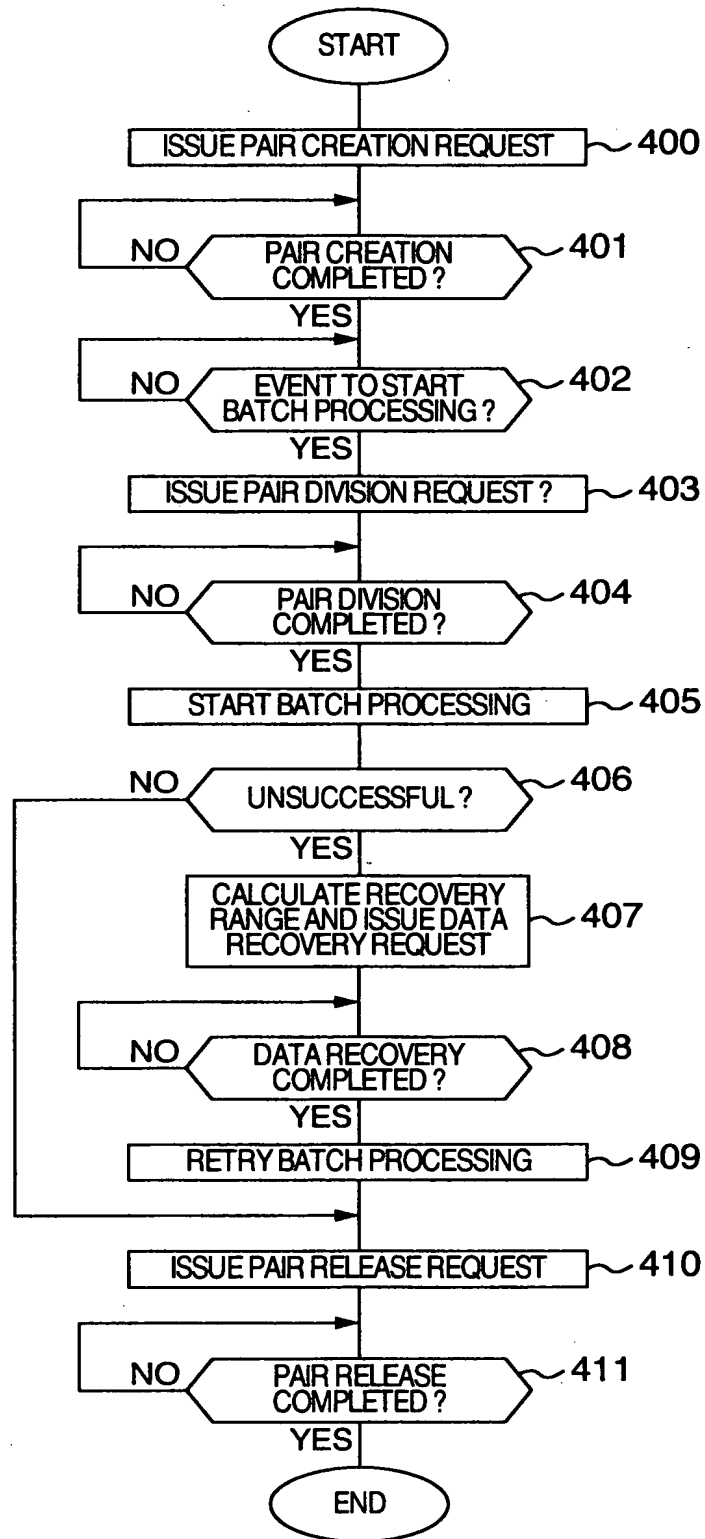 START
ISSUE PAIR CREATION REQUEST 400
NO
PAIR CREATION
COMPLETED ?
401
YES
NO
EVENT TO START
BATCH PROCESSING ?
402
YES
ISSUE PAIR DIVISION REQUEST ? 403
NO
PAIR DIVISION
COMPLETED ?
404
YES
START BATCH PROCESSING 405
NO
UNSUCCESSFUL ?
406
YES
CALCULATE RECOVERY
RANGE AND ISSUE DATA
RECOVERY REQUEST
407
NO
DATA RECOVERY
COMPLETED ?
408
YES
RETRY BATCH PROCESSING 409
ISSUE PAIR RELEASE REQUEST 410
NO
PAIR RELEASE
COMPLETED ?
411
YES
END